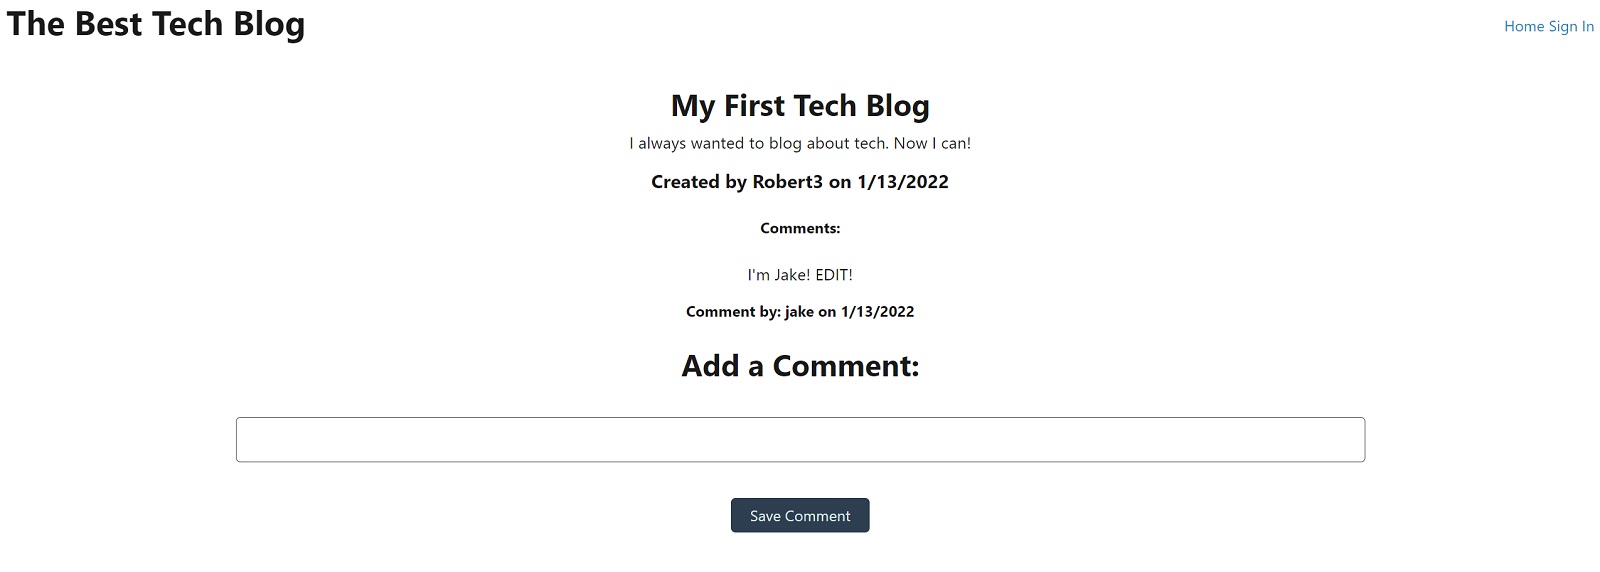 The Best Tech Blog
Home Sign In
My First Tech Blog
I always wanted to blog about tech. Now I can!
Created by Robert3 on 1/13/2022
Comments:
I'm Jake! EDIT!
Comment by: jake on 1/13/2022
Add a Comment:
Save Comment